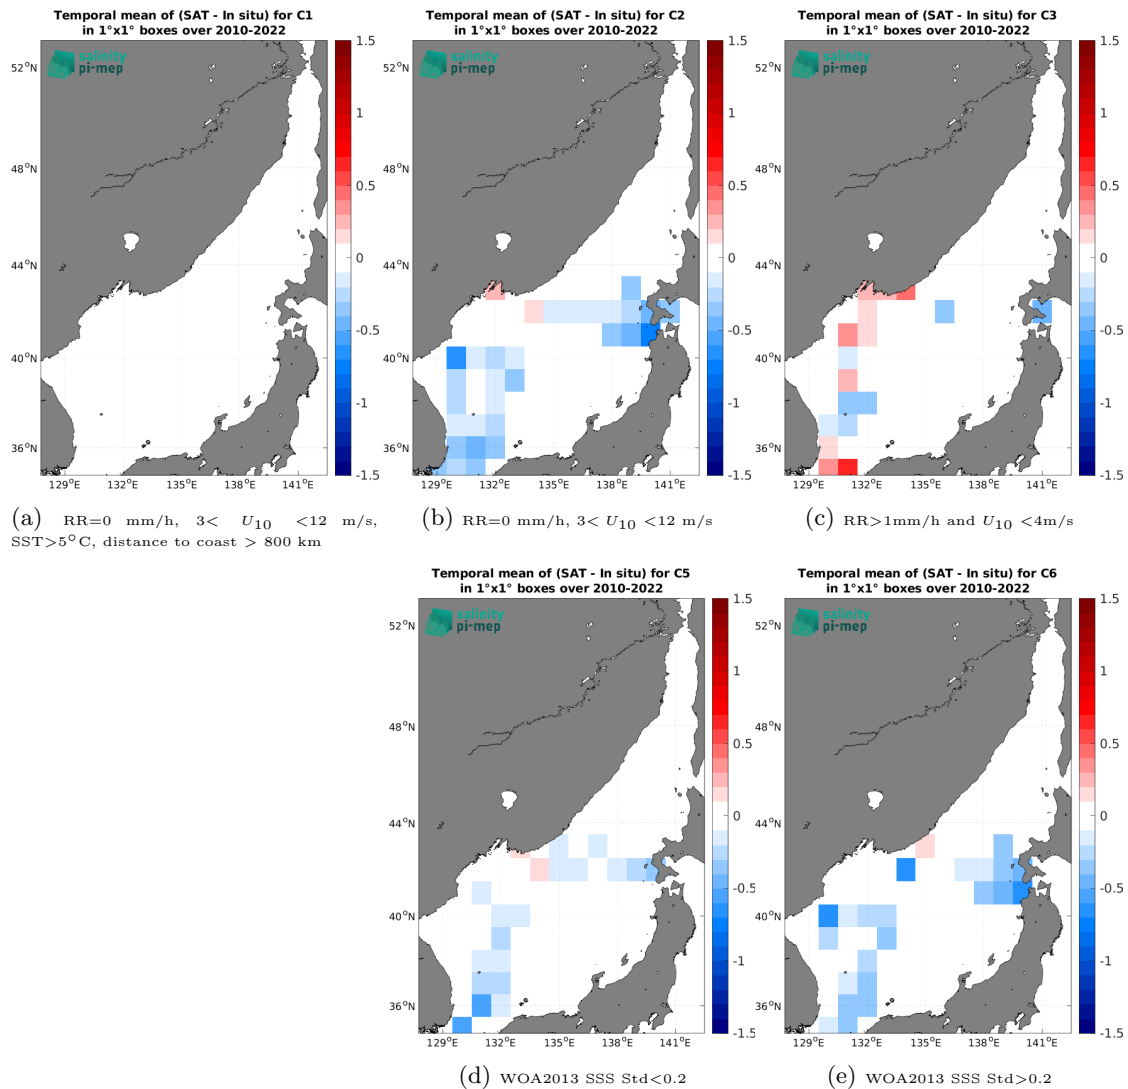 Temporal mean of (SAT - In situ) for C1
in 1°x1° boxes over 2010-2022
salinity
pi-mep
52°N
48°N
44°N
40°N
36°N
129°E 132°E 135°E 138°E 141°E
1.5
1
0.5
0
-0.5
-1
-1.5
(a) RR=0 mm/h, 3< U10 <12 m/s,
SST>5°C, distance to coast > 800 km
Temporal mean of (SAT - In situ) for C2
in 1°x1° boxes over 2010-2022
salinity
pi-mep
52°N
48°N
44°N
40°N
36°N
129°E 132°E 135°E 138°E 141°E
1.5
1
0.5
0
-0.5
-1
-1.5
(b) RR=0 mm/h, 3< U10 <12 m/s
Temporal mean of (SAT - In situ) for C3
in 1°x1° boxes over 2010-2022
salinity
pi-mep
52°N
48°N
44°N
40°N
36°N
129°E 132°E 135°E 138°E 141°E
1.5
1
0.5
0
-0.5
-1
-1.5
(c) RR>1mm/h and U10 <4m/s
Temporal mean of (SAT - In situ) for C5
in 1°x1° boxes over 2010-2022
salinity
pi-mep
52°N
48°N
44°N
40°N
36°N
129°E 132°E 135°E 138°E 141°E
1.5
1
0.5
0
-0.5
-1
-1.5
(d) WOA2013 SSS Std<0.2
Temporal mean of (SAT - In situ) for C6
in 1°x1° boxes over 2010-2022
salinity
pi-mep
52°N
48°N
44°N
40°N
36°N
129°E 132°E 135°E 138°E 141°E
1.5
1
0.5
0
-0.5
-1
-1.5
(e) WOA2013 SSS Std>0.2